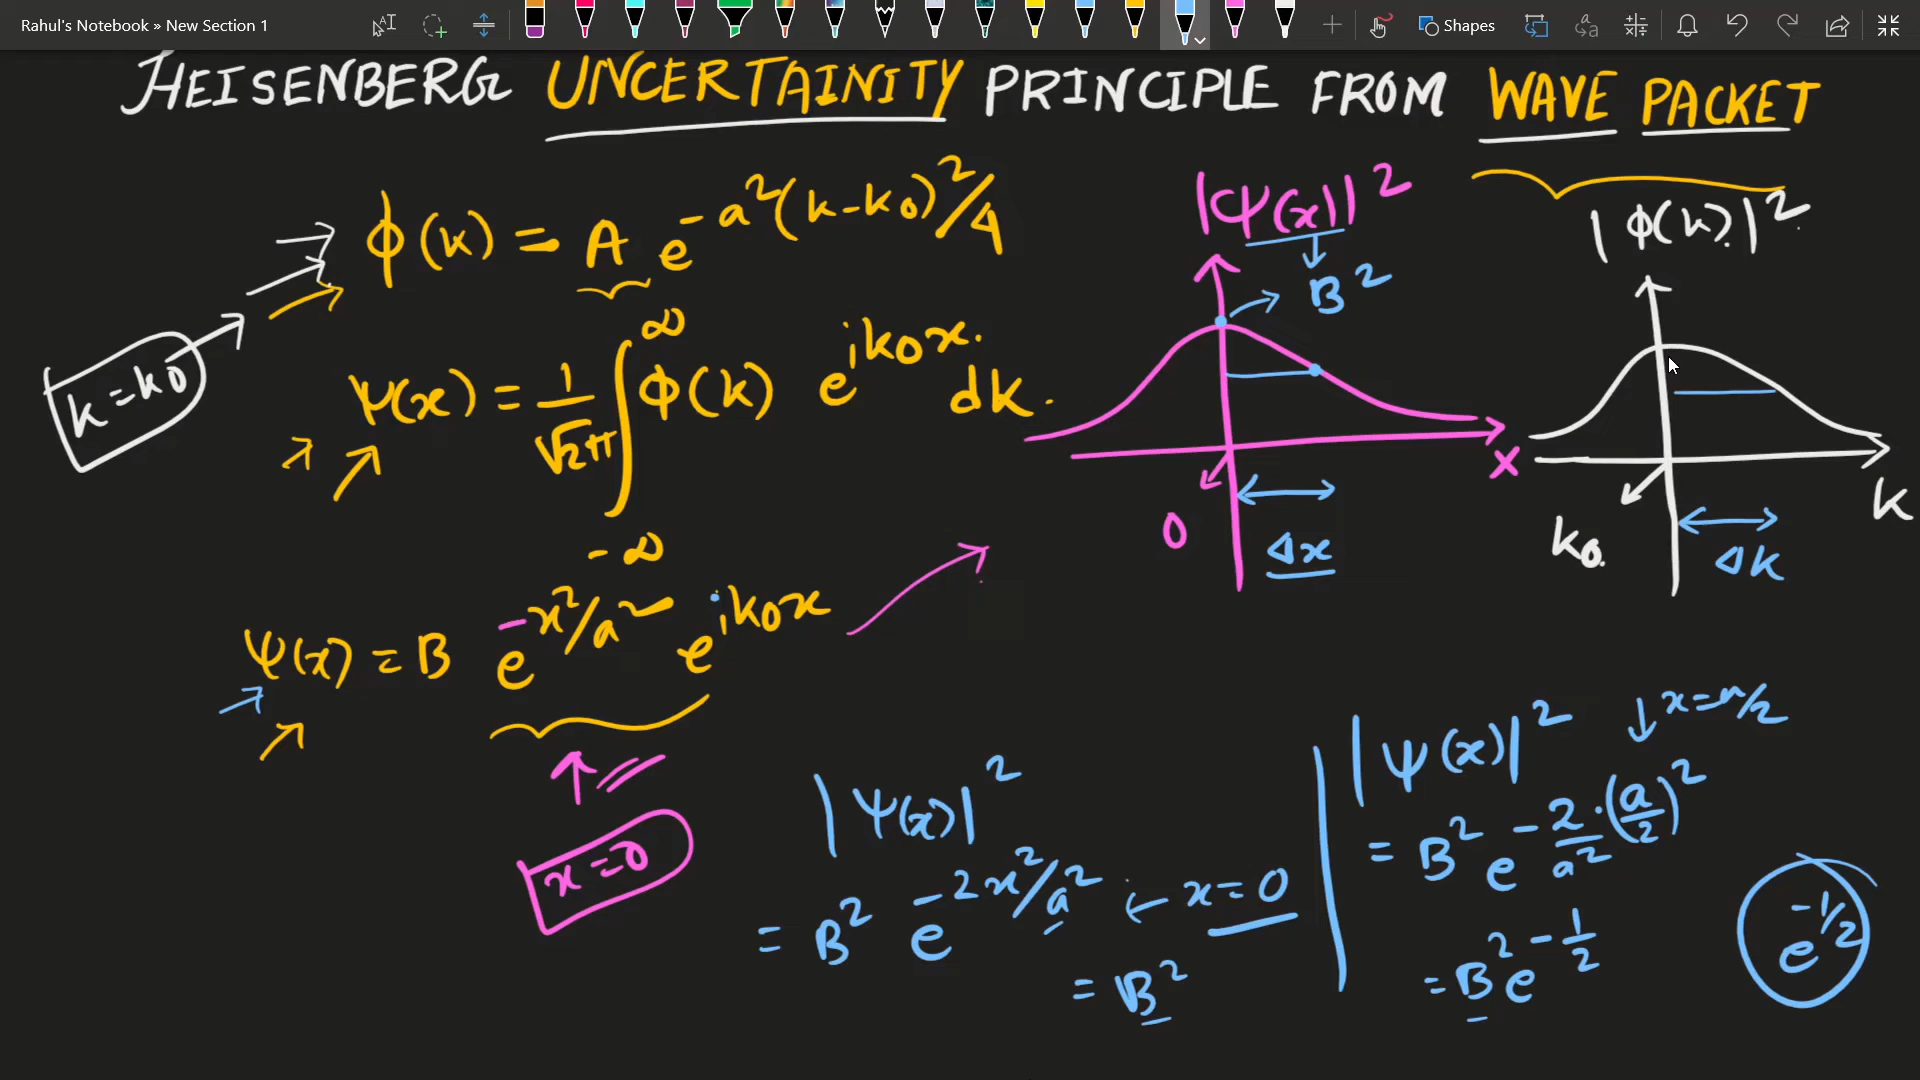 Rahul's Notebook » New Section 1
Shapes
HEISENBERG UNCERTAINITY PRINCIPLE FROM WAVE PACKET
ϕ(k) = A e^{-a²(k-k₀)²/4}
k = k₀
ψ(x) = 1/√2π ∫_{-∞}^{∞} ϕ(k) e^{ik₀x} dk.
ψ(x) = B e^{-x²/a²} e^{ik₀x}
x = 0
|ψ(x)|²
B²
x
0
Δx
|ϕ(k)|²
k
k₀.
Δk
|ψ(x)|²
= B² e^{-2x²/a²} ← x = 0
= B²
|ψ(x)|² ↓ x = a/2
= B² e^{-2/a² · (a/2)²}
= B² e^{-1/2}
e^{-1/2}